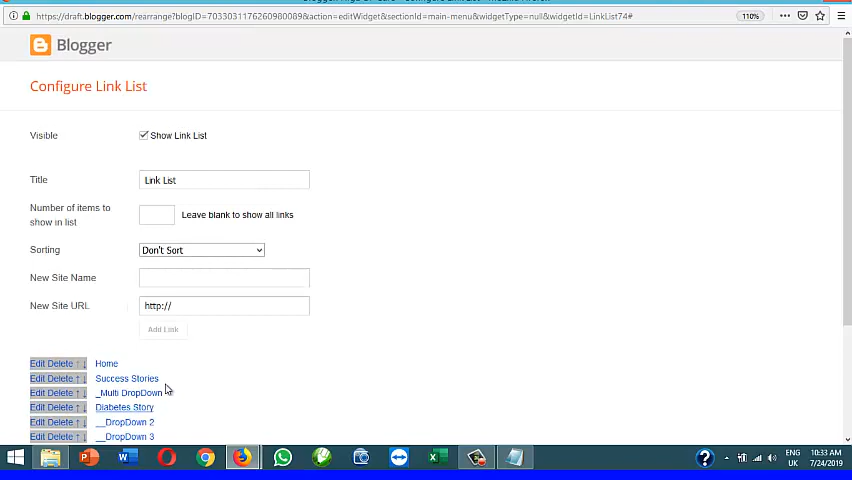 https://draft.blogger.com/rearrange?blogID=7033031176260980089&action=editWidget&sectionId=main-menu&widgetType=null&widgetId=LinkList74#
110%
Blogger
Configure Link List
Visible
Show Link List
Title
Link List
Number of items to show in list
Leave blank to show all links
Sorting
Don't Sort
New Site Name
New Site URL
http://
Add Link
Edit Delete ↑ ↓ Home
Edit Delete ↑ ↓ Success Stories
Edit Delete ↑ ↓ _Multi DropDown
Edit Delete ↑ ↓ Diabetes Story
Edit Delete ↑ ↓ __DropDown 2
Edit Delete ↑ ↓ __DropDown 3
ENG
UK
10:33 AM
7/24/2019